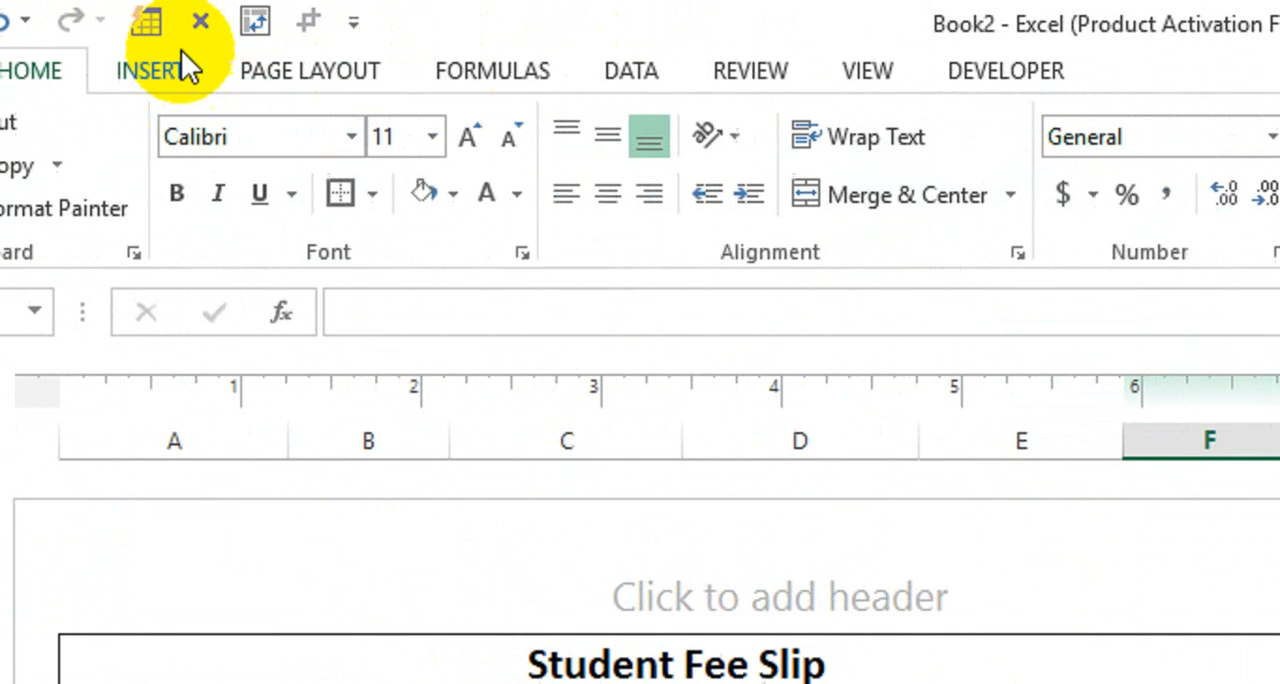 Book2 - Excel (Product Activation F
HOME INSERT PAGE LAYOUT FORMULAS DATA REVIEW VIEW DEVELOPER
ut
Calibri 11 A A Wrap Text General
opy
B I U A Merge & Center $ % , .0 .00 .00
ormat Painter
ard Font Alignment Number
fx
1 2 3 4 5 6
A B C D E F
Click to add header
Student Fee Slip